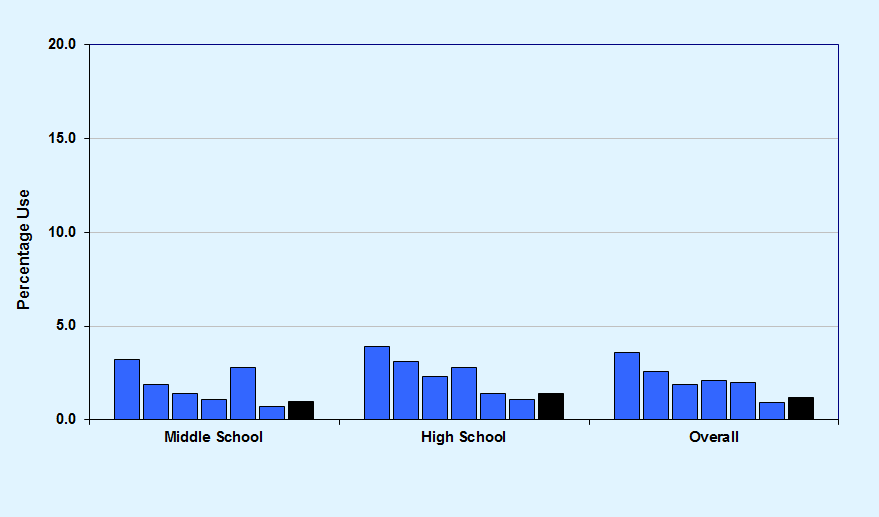 20.0
15.0
10.0
5.0
0.0
Percentage Use
Middle School
High School
Overall